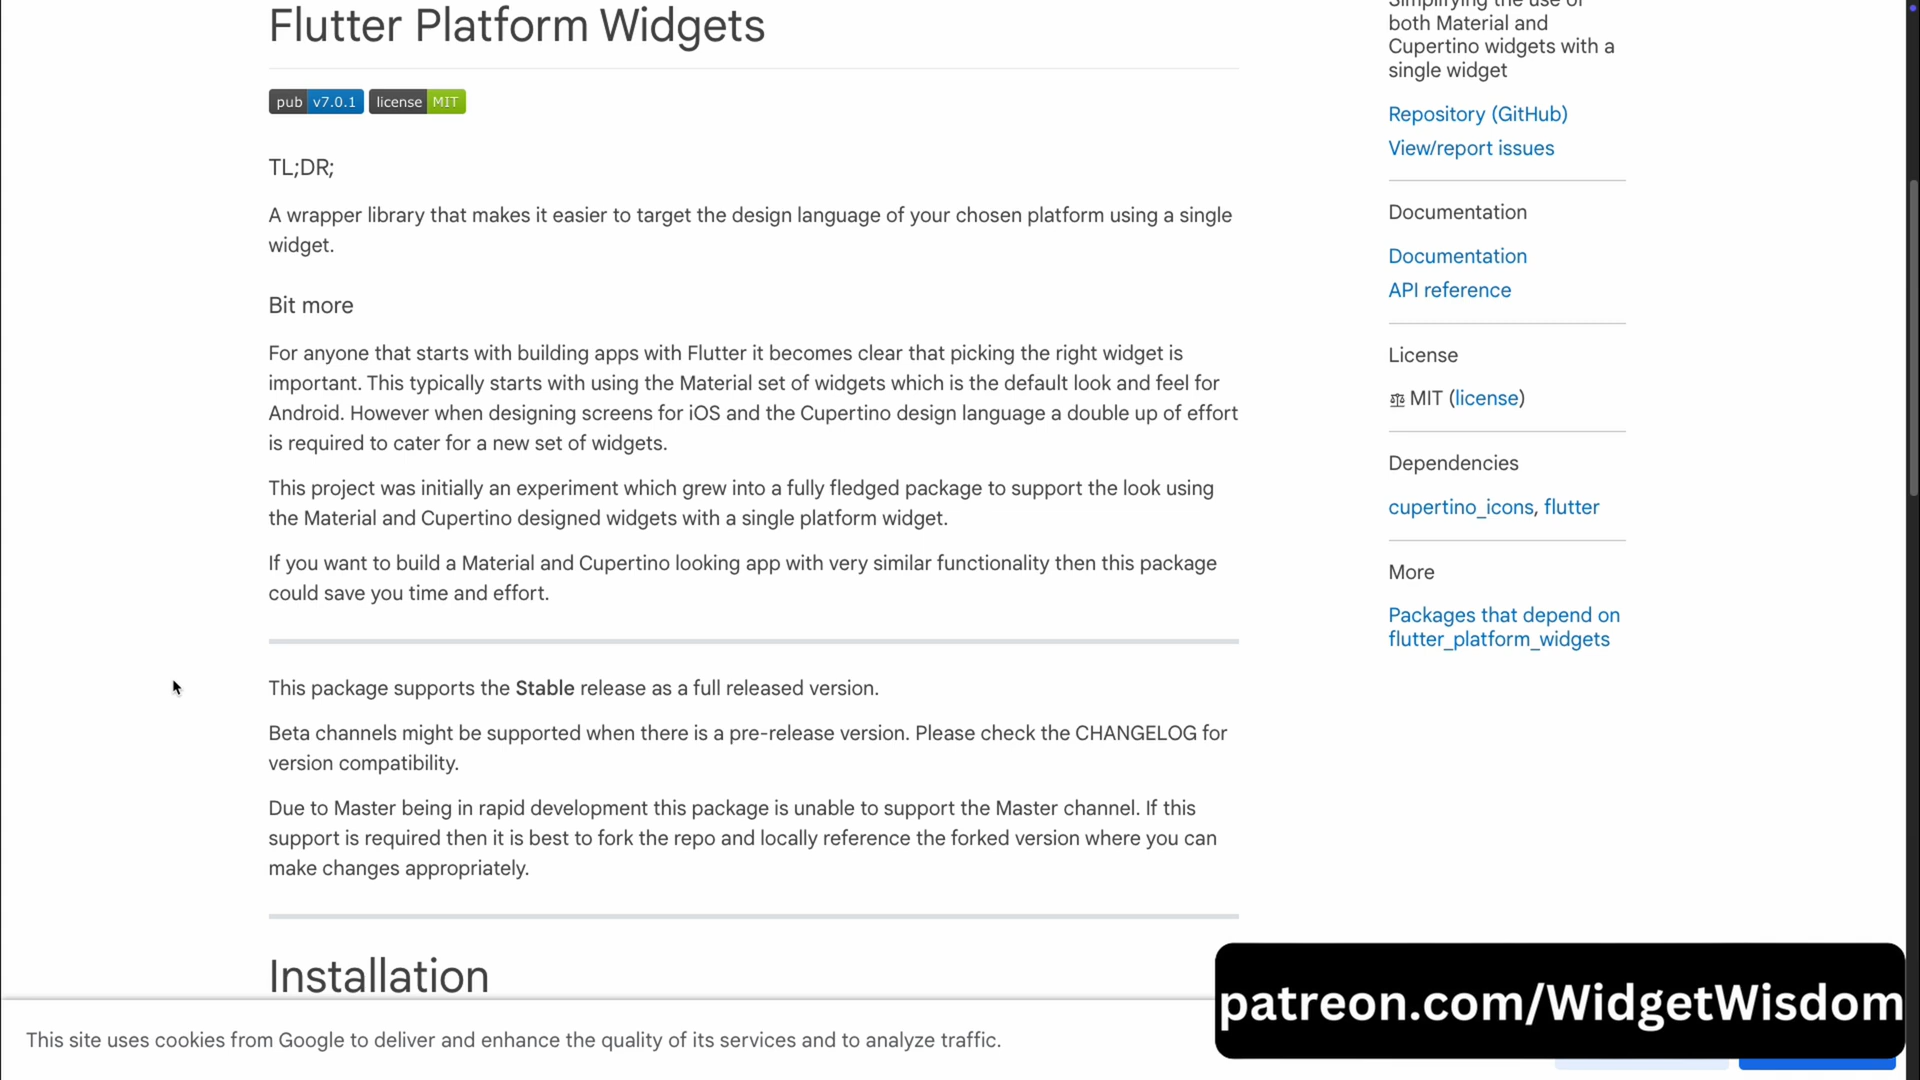 Flutter Platform Widgets
pub v7.0.1 license MIT
TL;DR;
A wrapper library that makes it easier to target the design language of your chosen platform using a single
widget.
Bit more
For anyone that starts with building apps with Flutter it becomes clear that picking the right widget is
important. This typically starts with using the Material set of widgets which is the default look and feel for
Android. However when designing screens for iOS and the Cupertino design language a double up of effort
is required to cater for a new set of widgets.
This project was initially an experiment which grew into a fully fledged package to support the look using
the Material and Cupertino designed widgets with a single platform widget.
If you want to build a Material and Cupertino looking app with very similar functionality then this package
could save you time and effort.
This package supports the Stable release as a full released version.
Beta channels might be supported when there is a pre-release version. Please check the CHANGELOG for
version compatibility.
Due to Master being in rapid development this package is unable to support the Master channel. If this
support is required then it is best to fork the repo and locally reference the forked version where you can
make changes appropriately.
Installation
Simplifying the use of
both Material and
Cupertino widgets with a
single widget
Repository (GitHub)
View/report issues
Documentation
Documentation
API reference
License
MIT (license)
Dependencies
cupertino_icons, flutter
More
Packages that depend on
flutter_platform_widgets
This site uses cookies from Google to deliver and enhance the quality of its services and to analyze traffic.
patreon.com/WidgetWisdom